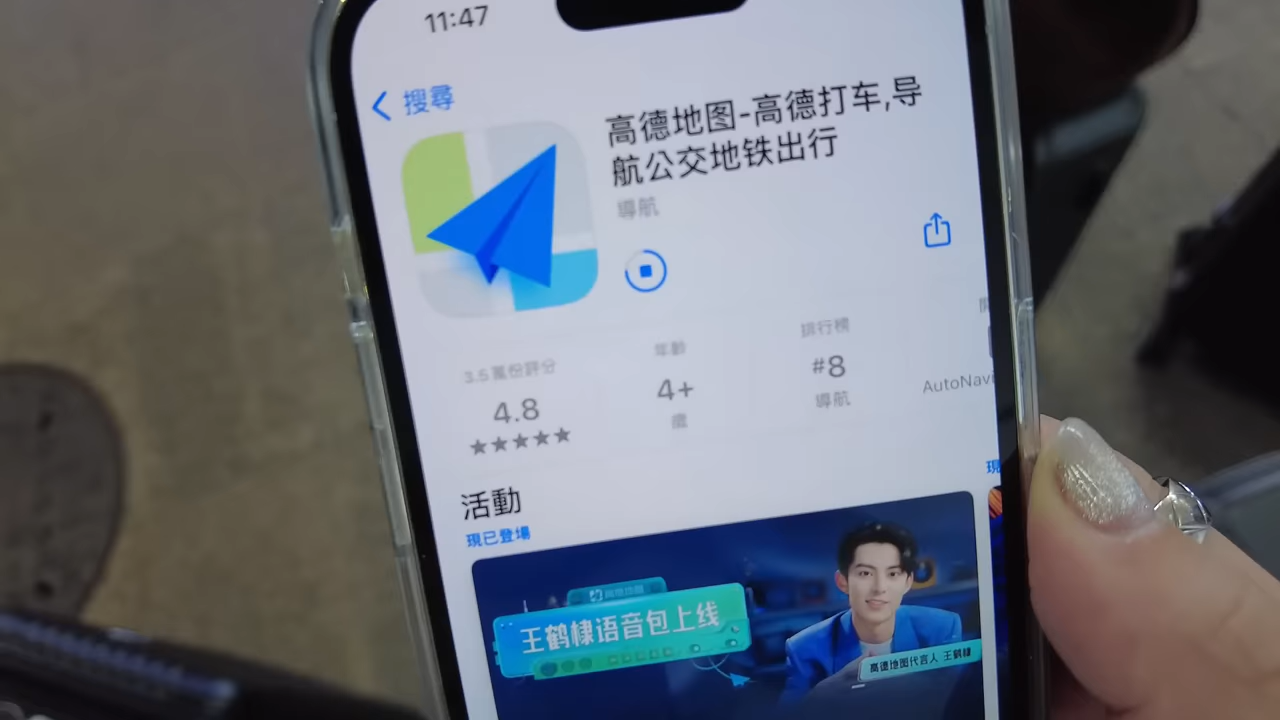 11:47
搜尋
高德地图-高德打车,导
航公交地铁出行
導航
3.5 萬份評分
年齡
排行榜
4.8
4+
#8
歲
導航
AutoNavi
活動
現已登場
現
王鹤棣语音包上线
高德地图代言人 王鹤棣